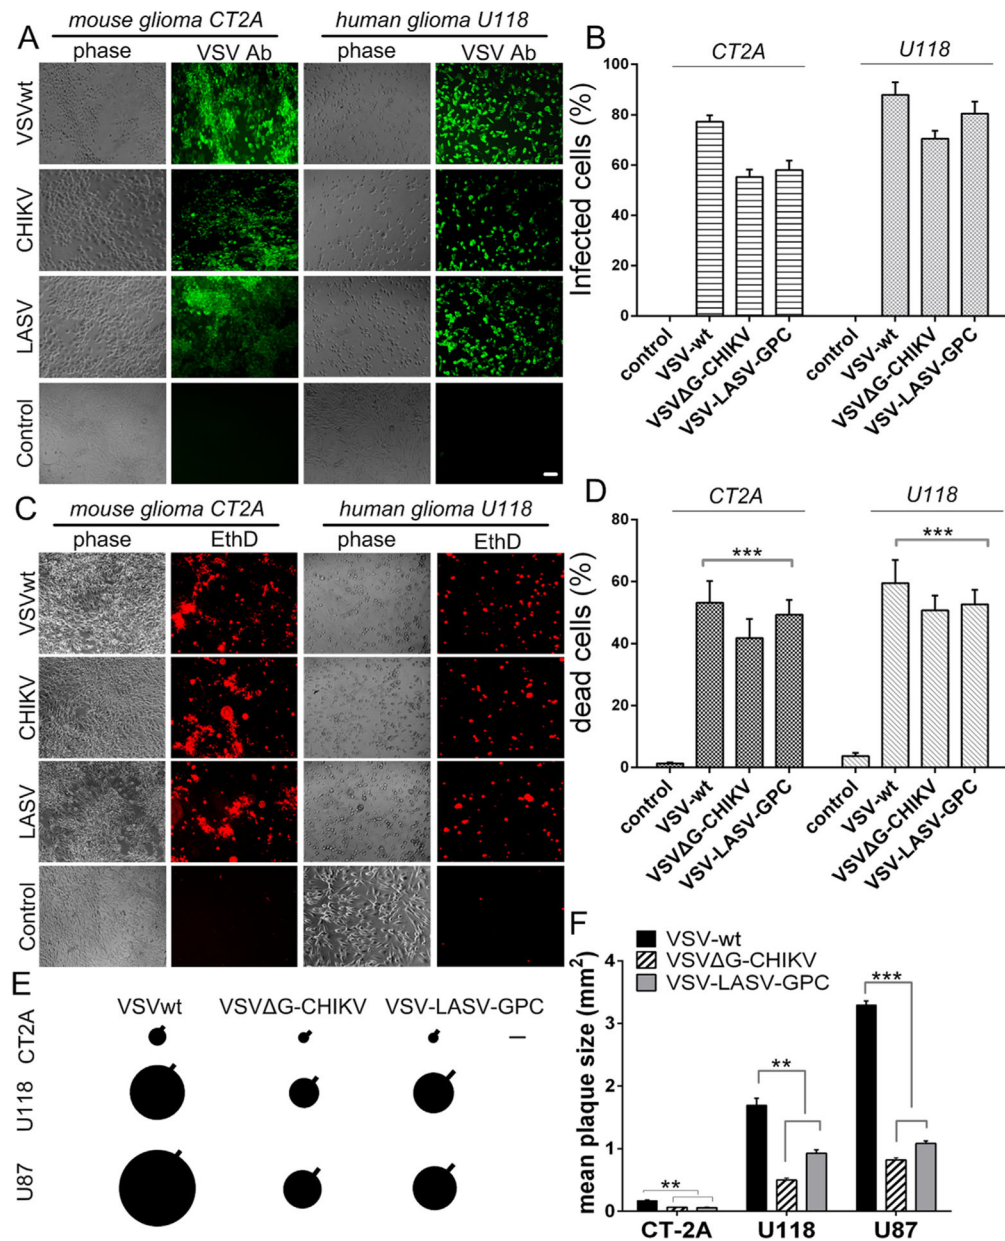 A
mouse glioma CT2A
human glioma U118
phase
VSV Ab
phase
VSV Ab
VSVwt
CHIKV
LASV
Control
B
CT2A
U118
Infected cells (%)
100
80
60
40
20
0
control
VSV-wt
VSVΔG-CHIKV
VSV-LASV-GPC
control
VSV-wt
VSVΔG-CHIKV
VSV-LASV-GPC
C
mouse glioma CT2A
human glioma U118
phase
EthD
phase
EthD
VSVwt
CHIKV
LASV
Control
D
CT2A
U118
dead cells (%)
80
60
40
20
0
***
***
control
VSV-wt
VSVΔG-CHIKV
VSV-LASV-GPC
control
VSV-wt
VSVΔG-CHIKV
VSV-LASV-GPC
E
VSVwt
VSVΔG-CHIKV
VSV-LASV-GPC
CT2A
U118
U87
F
VSV-wt
VSVΔG-CHIKV
VSV-LASV-GPC
mean plaque size (mm²)
4
3
2
1
0
**
**
***
CT-2A
U118
U87